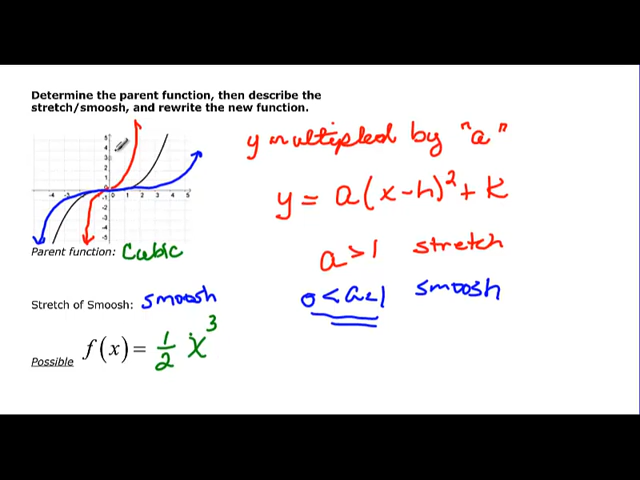 Determine the parent function, then describe the
stretch/smoosh, and rewrite the new function.
y multipled by "a"
y = a(x-h)² + k
Parent function: Cubic
a > 1 stretch
Stretch of Smoosh: smoosh
0 < a < 1 smoosh
Possible f(x) = 1/2 x³